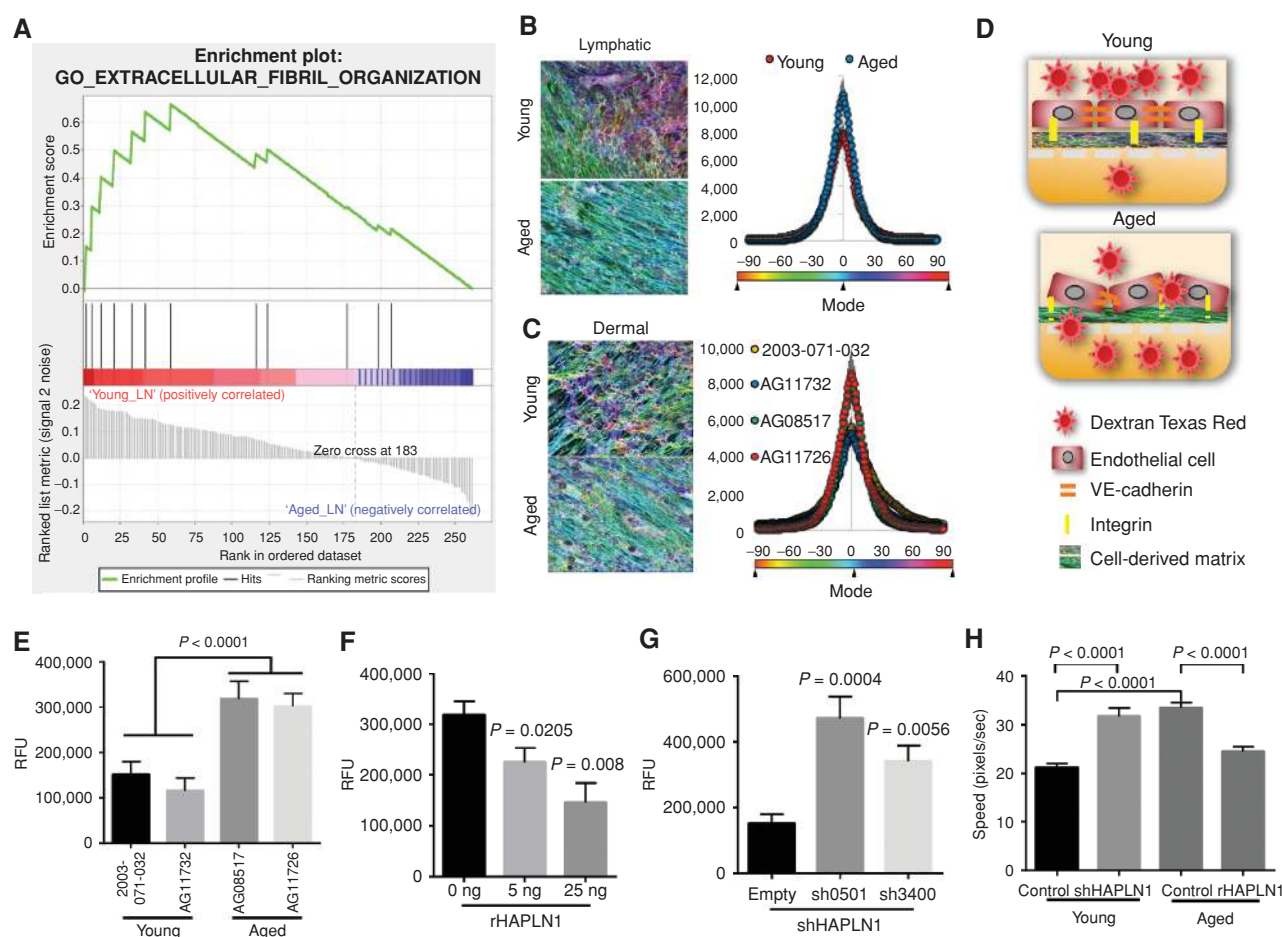 A
Enrichment plot:
GO_EXTRACELLULAR_FIBRIL_ORGANIZATION
Enrichment score
0.6
0.5
0.4
0.3
0.2
0.1
0.0
'Young_LN' (positively correlated)
Ranked list metric (signal 2 noise)
0.2
0.1
0.0
−0.1
−0.2
Zero cross at 183
'Aged_LN' (negatively correlated)
0 25 50 75 100 125 150 175 200 225 250
Rank in ordered dataset
Enrichment profile Hits Ranking metric scores
B
Lymphatic
Young
Aged
Young Aged
12,000
10,000
8,000
6,000
4,000
2,000
0
−90 −60 −30 0 30 60 90
Mode
C
Dermal
Young
Aged
10,000
8,000
6,000
4,000
2,000
0
2003-071-032
AG11732
AG08517
AG11726
−90 −60 −30 0 30 60 90
Mode
D
Young
Aged
Dextran Texas Red
Endothelial cell
VE-cadherin
Integrin
Cell-derived matrix
E
P < 0.0001
RFU
400,000
300,000
200,000
100,000
0
2003-
071-032
AG11732
AG08517
AG11726
Young Aged
F
RFU
400,000
300,000
200,000
100,000
0
P = 0.0205
P = 0.008
0 ng 5 ng 25 ng
rHAPLN1
G
RFU
600,000
400,000
200,000
0
P = 0.0004
P = 0.0056
Empty sh0501 sh3400
shHAPLN1
H
P < 0.0001 P < 0.0001
P < 0.0001
Speed (pixels/sec)
40
30
20
10
0
Control shHAPLN1 Control rHAPLN1
Young Aged